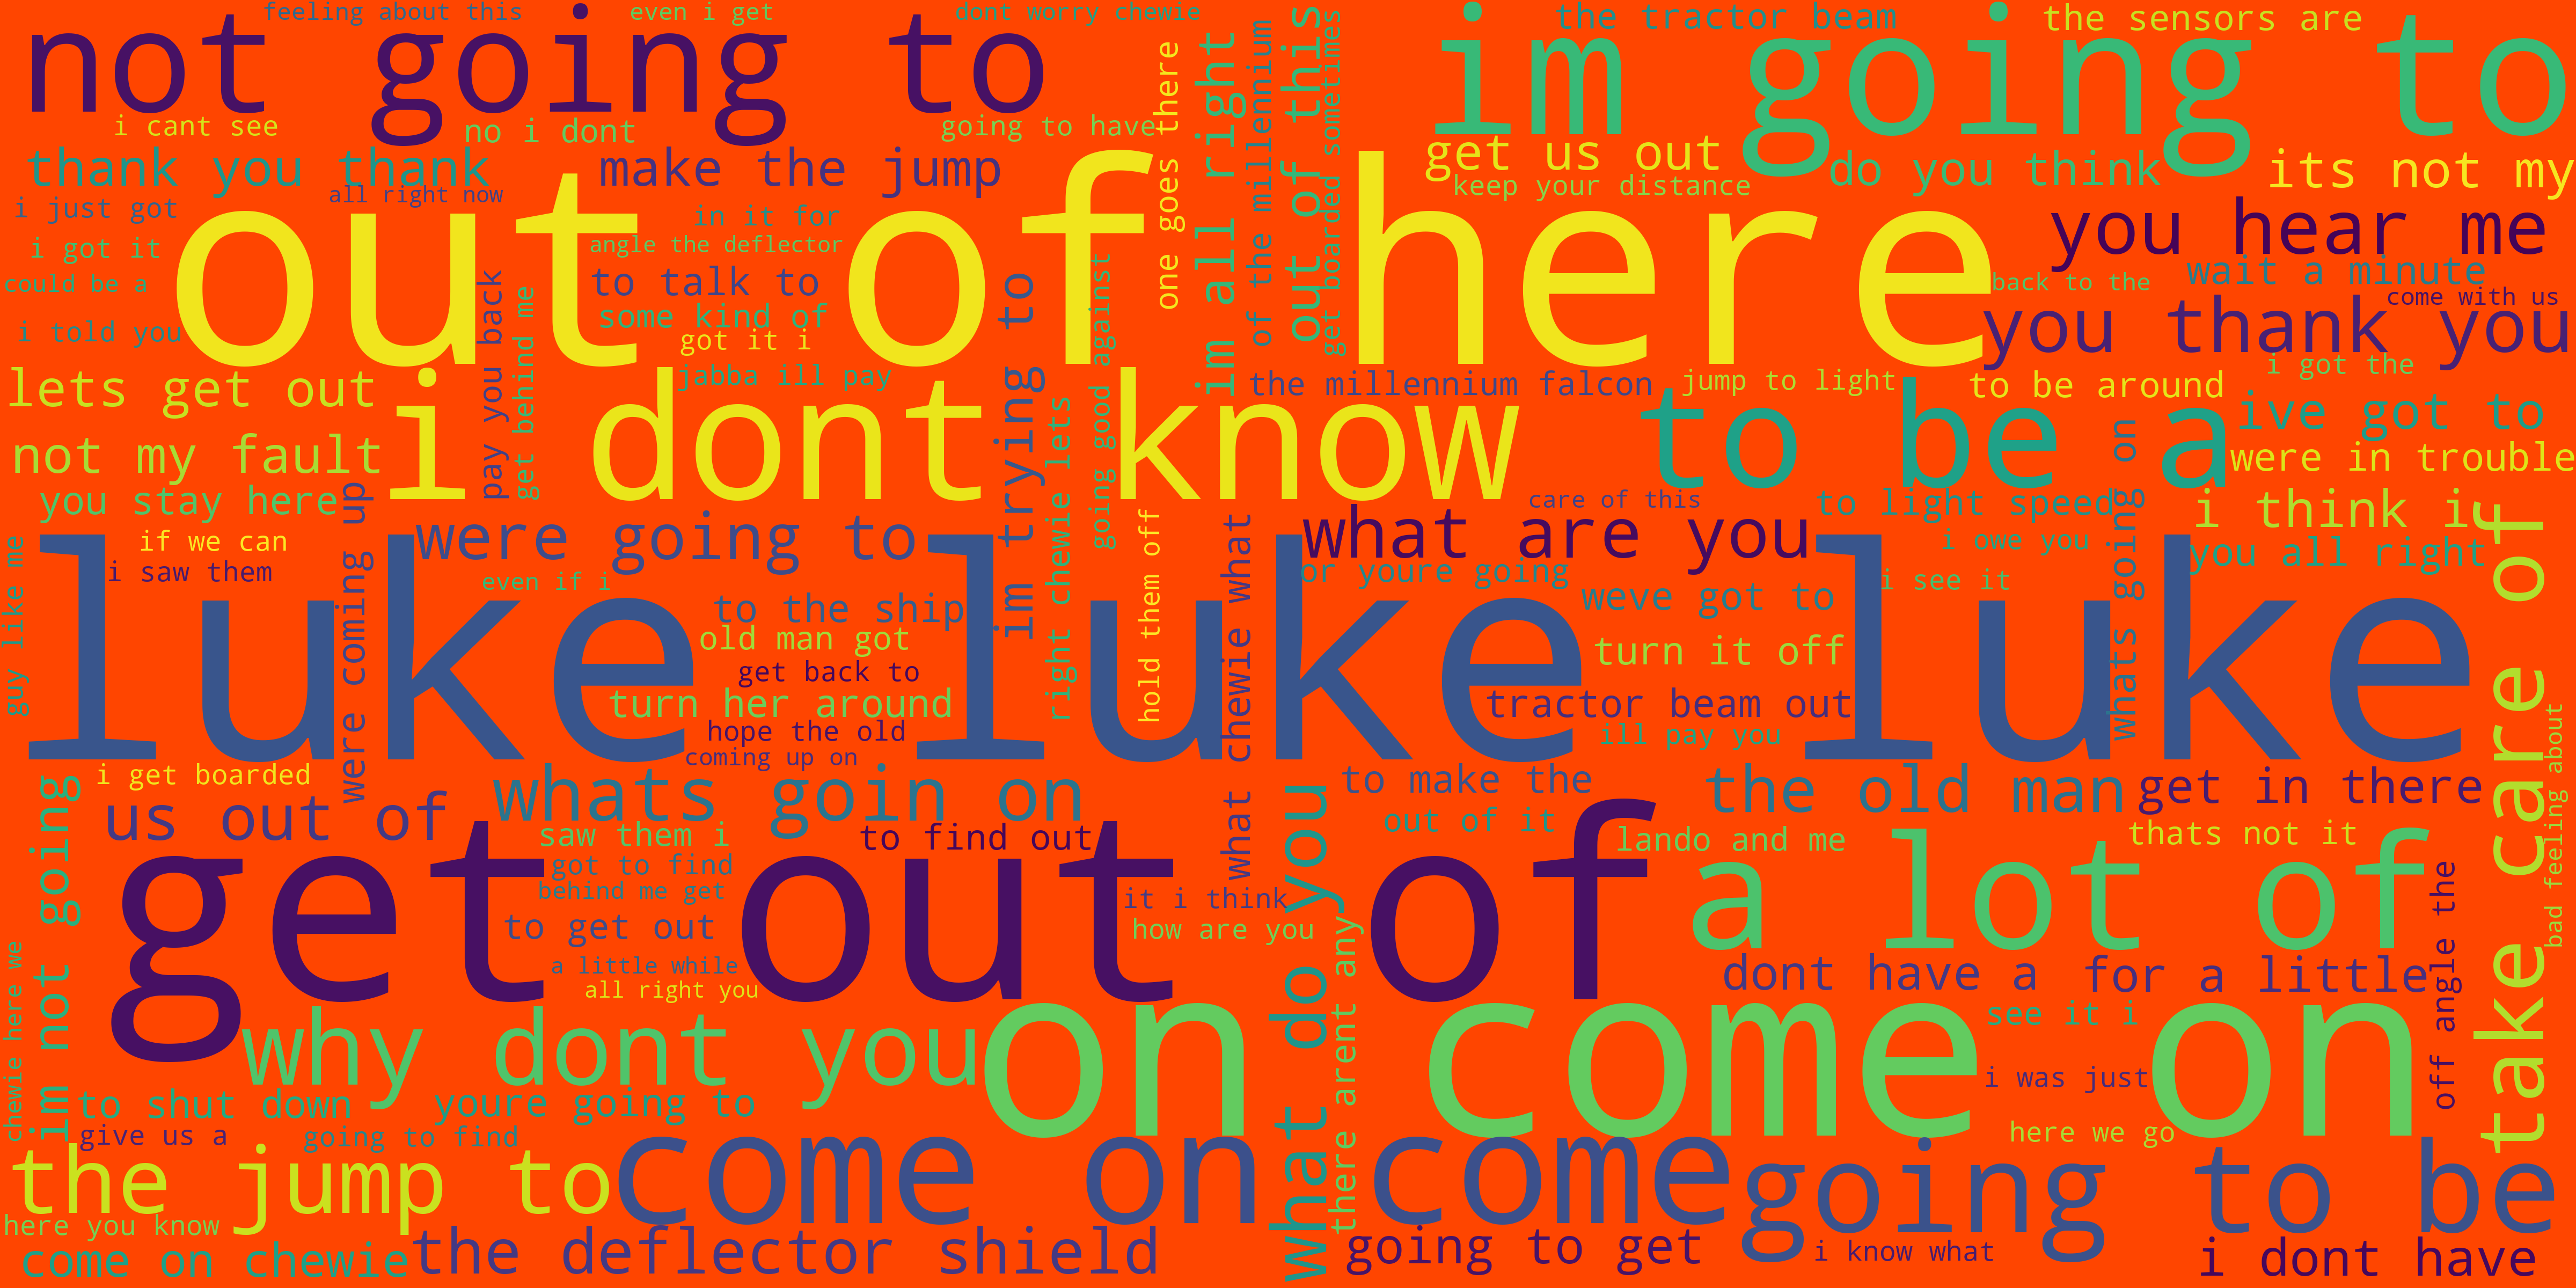 feeling about this
even i get
dont worry chewie
the tractor beam
the sensors are
not going to
im going to
i cant see
no i dont
going to have
one goes there
im all right
of the millennium
out of this
get boarded sometimes
get us out
keep your distance
do you think
its not my
thank you thank
all right now
make the jump
i just got
in it for
you hear me
out of here
i got it
angle the deflector
back to the
wait a minute
could be a
to talk to
come with us
some kind of
i told you
got it i
you thank you
pay you back
get behind me
im trying to
going good against
lets get out
jabba ill pay
the millennium falcon
jump to light
to be around
i got the
i dont know
to be a
ive got to
not my fault
were in trouble
you stay here
right chewie lets
care of this
to light speed
whats going on
i think i
guy like me
if we can
were coming up
were going to
hold them off
what chewie what
what are you
i owe you
you all right
i saw them
even if i
or youre going
i see it
luke luke luke
to the ship
weve got to
old man got
turn it off
get back to
turn her around
tractor beam out
hope the old
ill pay you
coming up on
take care of
bad feeling about
i get boarded
whats goin on
to make the
the old man
get in there
im not going
us out of
what do you
out of it
saw them i
to find out
lando and me
thats not it
get out of
a lot of
got to find
behind me get
it i think
to get out
how are you
there arent any
a little while
dont have a
for a little
all right you
off angle the
chewie here we
why dont you
on come on
see it i
i was just
to shut down
youre going to
give us a
going to find
here we go
the jump to
come on come
going to be
here you know
come on chewie
the deflector shield
going to get
i know what
i dont have